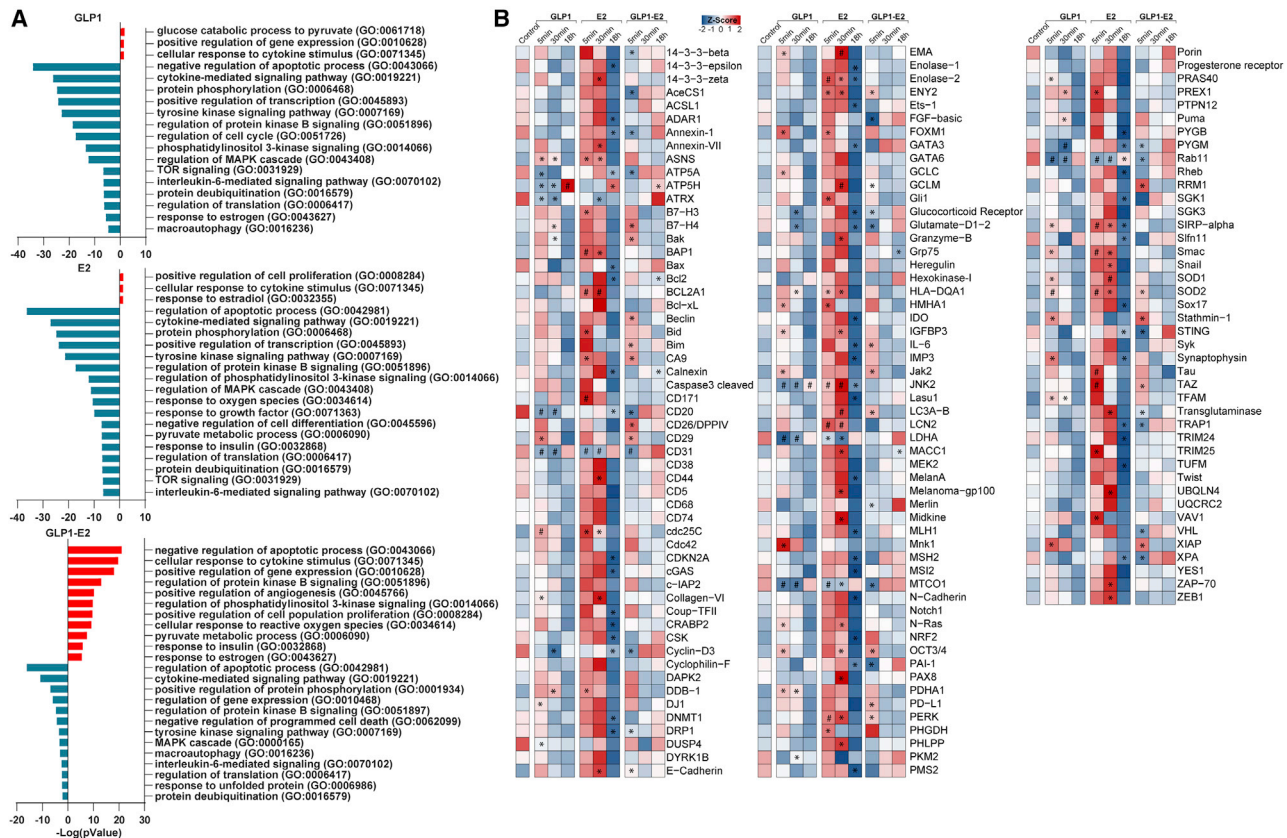 A
GLP1
glucose catabolic process to pyruvate (GO:0061718)
positive regulation of gene expression (GO:0010628)
cellular response to cytokine stimulus (GO:0071345)
negative regulation of apoptotic process (GO:0043066)
cytokine-mediated signaling pathway (GO:0019221)
protein phosphorylation (GO:0006468)
positive regulation of transcription (GO:0045893)
tyrosine kinase signaling pathway (GO:0007169)
regulation of protein kinase B signaling (GO:0051896)
regulation of cell cycle (GO:0051726)
phosphatidylinositol 3-kinase signaling (GO:0014066)
regulation of MAPK cascade (GO:0043408)
TOR signaling (GO:0031929)
interleukin-6-mediated signaling pathway (GO:0070102)
protein deubiquitination (GO:0016579)
regulation of translation (GO:0006417)
response to estrogen (GO:0043627)
macroautophagy (GO:0016236)
-40 -30 -20 -10 0 10
E2
positive regulation of cell proliferation (GO:0008284)
cellular response to cytokine stimulus (GO:0071345)
response to estradiol (GO:0032355)
regulation of apoptotic process (GO:0042981)
cytokine-mediated signaling pathway (GO:0019221)
protein phosphorylation (GO:0006468)
positive regulation of transcription (GO:0045893)
tyrosine kinase signaling pathway (GO:0007169)
regulation of protein kinase B signaling (GO:0051896)
regulation of phosphatidylinositol 3-kinase signaling (GO:0014066)
regulation of MAPK cascade (GO:0043408)
response to oxygen species (GO:0034614)
response to growth factor (GO:0071363)
negative regulation of cell differentiation (GO:0045596)
pyruvate metabolic process (GO:0006090)
response to insulin (GO:0032868)
regulation of translation (GO:0006417)
protein deubiquitination (GO:0016579)
TOR signaling (GO:0031929)
interleukin-6-mediated signaling pathway (GO:0070102)
-40 -30 -20 -10 0 10
GLP1-E2
negative regulation of apoptotic process (GO:0043066)
cellular response to cytokine stimulus (GO:0071345)
positive regulation of gene expression (GO:0010628)
regulation of protein kinase B signaling (GO:0051896)
positive regulation of angiogenesis (GO:0045766)
regulation of phosphatidylinositol 3-kinase signaling (GO:0014066)
positive regulation of cell population proliferation (GO:0008284)
cellular response to reactive oxygen species (GO:0034614)
pyruvate metabolic process (GO:0006090)
response to insulin (GO:0032868)
response to estrogen (GO:0043627)
regulation of apoptotic process (GO:0042981)
cytokine-mediated signaling pathway (GO:0019221)
positive regulation of protein phosphorylation (GO:0001934)
regulation of gene expression (GO:0010468)
regulation of protein kinase B signaling (GO:0051897)
negative regulation of programmed cell death (GO:0062099)
tyrosine kinase signaling pathway (GO:0007169)
MAPK cascade (GO:0000165)
macroautophagy (GO:0016236)
interleukin-6-mediated signaling (GO:0070102)
regulation of translation (GO:0006417)
response to unfolded protein (GO:0006986)
protein deubiquitination (GO:0016579)
-20 -10 0 10 20 30
-Log(pValue)
B
Control
GLP1
5min 30min 18h
E2
5min 30min 18h
GLP1-E2
5min 30min 18h
Z-Score
-2 -1 0 1 2
14-3-3-beta
14-3-3-epsilon
14-3-3-zeta
AceCS1
ACSL1
ADAR1
Annexin-1
Annexin-VII
ASNS
ATP5A
ATP5H
ATRX
B7-H3
B7-H4
Bak
BAP1
Bax
Bcl2
BCL2A1
Bcl-xL
Beclin
Bid
Bim
CA9
Calnexin
Caspase3 cleaved
CD171
CD20
CD26/DPPIV
CD29
CD31
CD38
CD44
CD5
CD68
CD74
cdc25C
Cdc42
CDKN2A
cGAS
c-IAP2
Collagen-VI
Coup-TFII
CRABP2
CSK
Cyclin-D3
Cyclophilin-F
DAPK2
DDB-1
DJ1
DNMT1
DRP1
DUSP4
DYRK1B
E-Cadherin
Control
GLP1
5min 30min 18h
E2
5min 30min 18h
GLP1-E2
5min 30min 18h
EMA
Enolase-1
Enolase-2
ENY2
Ets-1
FGF-basic
FOXM1
GATA3
GATA6
GCLC
GCLM
Gli1
Glucocorticoid Receptor
Glutamate-D1-2
Granzyme-B
Grp75
Heregulin
Hexokinase-I
HLA-DQA1
HMHA1
IDO
IGFBP3
IL-6
IMP3
Jak2
JNK2
Lasu1
LC3A-B
LCN2
LDHA
MACC1
MEK2
MelanA
Melanoma-gp100
Merlin
Midkine
MLH1
Mnk1
MSH2
MSI2
MTCO1
N-Cadherin
Notch1
N-Ras
NRF2
OCT3/4
PAI-1
PAX8
PDHA1
PD-L1
PERK
PHGDH
PHLPP
PKM2
PMS2
Control
GLP1
5min 30min 18h
E2
5min 30min 18h
GLP1-E2
5min 30min 18h
Porin
Progesterone receptor
PRAS40
PREX1
PTPN12
Puma
PYGB
PYGM
Rab11
Rheb
RRM1
SGK1
SGK3
SIRP-alpha
Slfn11
Smac
Snail
SOD1
SOD2
Sox17
Stathmin-1
STING
Syk
Synaptophysin
Tau
TAZ
TFAM
Transglutaminase
TRAP1
TRIM24
TRIM25
TUFM
Twist
UBQLN4
UQCRC2
VAV1
VHL
XIAP
XPA
YES1
ZAP-70
ZEB1